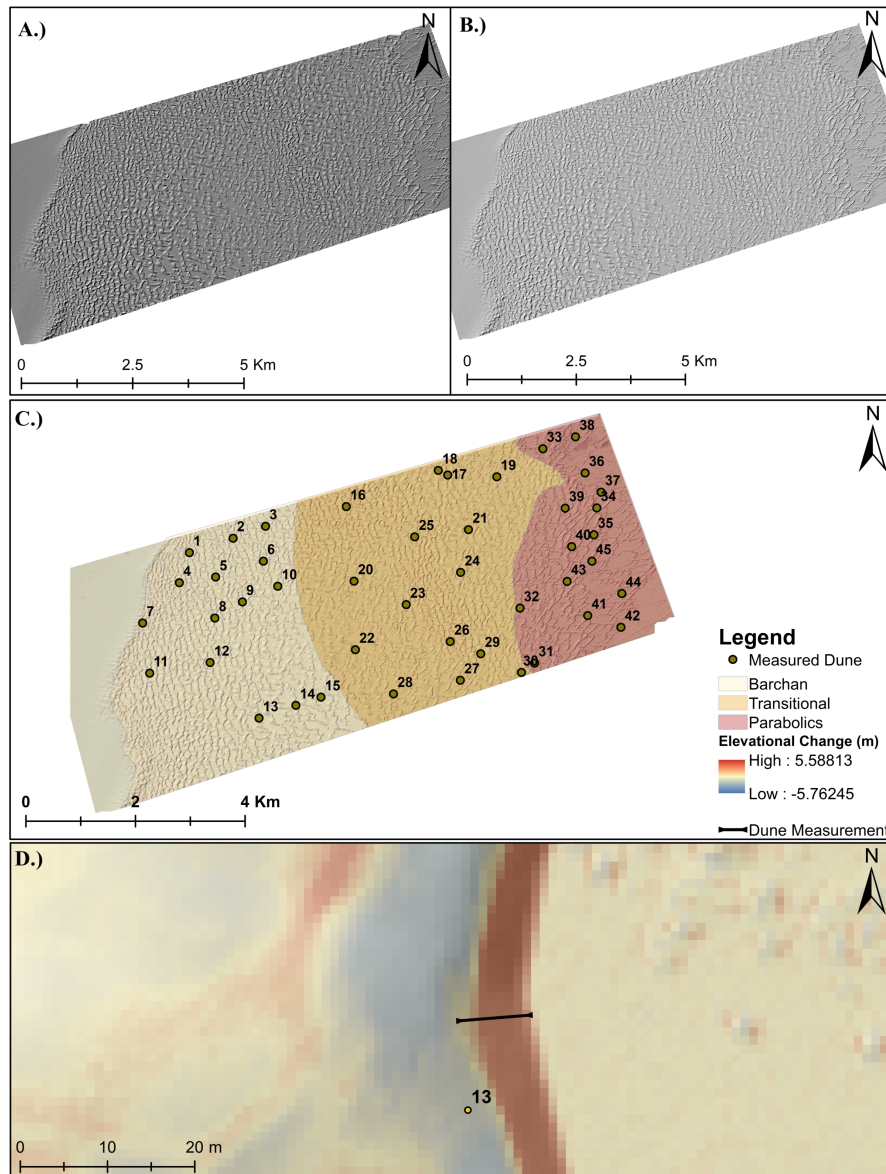 A.)
N
0 2.5 5 Km
B.)
N
0 2.5 5 Km
C.)
N
38
33
18
17
19
36
37
16
39
34
3
2
25
21
35
40
1
6
45
24
5
4
10
20
43
44
9
23
32
8
41
7
42
26
12
22
29
11
31
30
27
15
28
14
13
Legend
Measured Dune
Barchan
Transitional
Parabolics
Elevational Change (m)
High : 5.58813
Low : -5.76245
Dune Measurement
0 2 4 Km
D.)
N
13
0 10 20 m